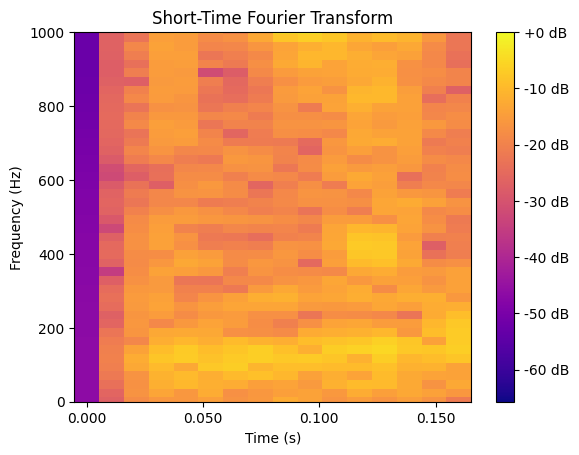 Short-Time Fourier Transform
1000
800
600
400
200
0
Frequency (Hz)
0.000
0.050
0.100
0.150
Time (s)
+0 dB
-10 dB
-20 dB
-30 dB
-40 dB
-50 dB
-60 dB